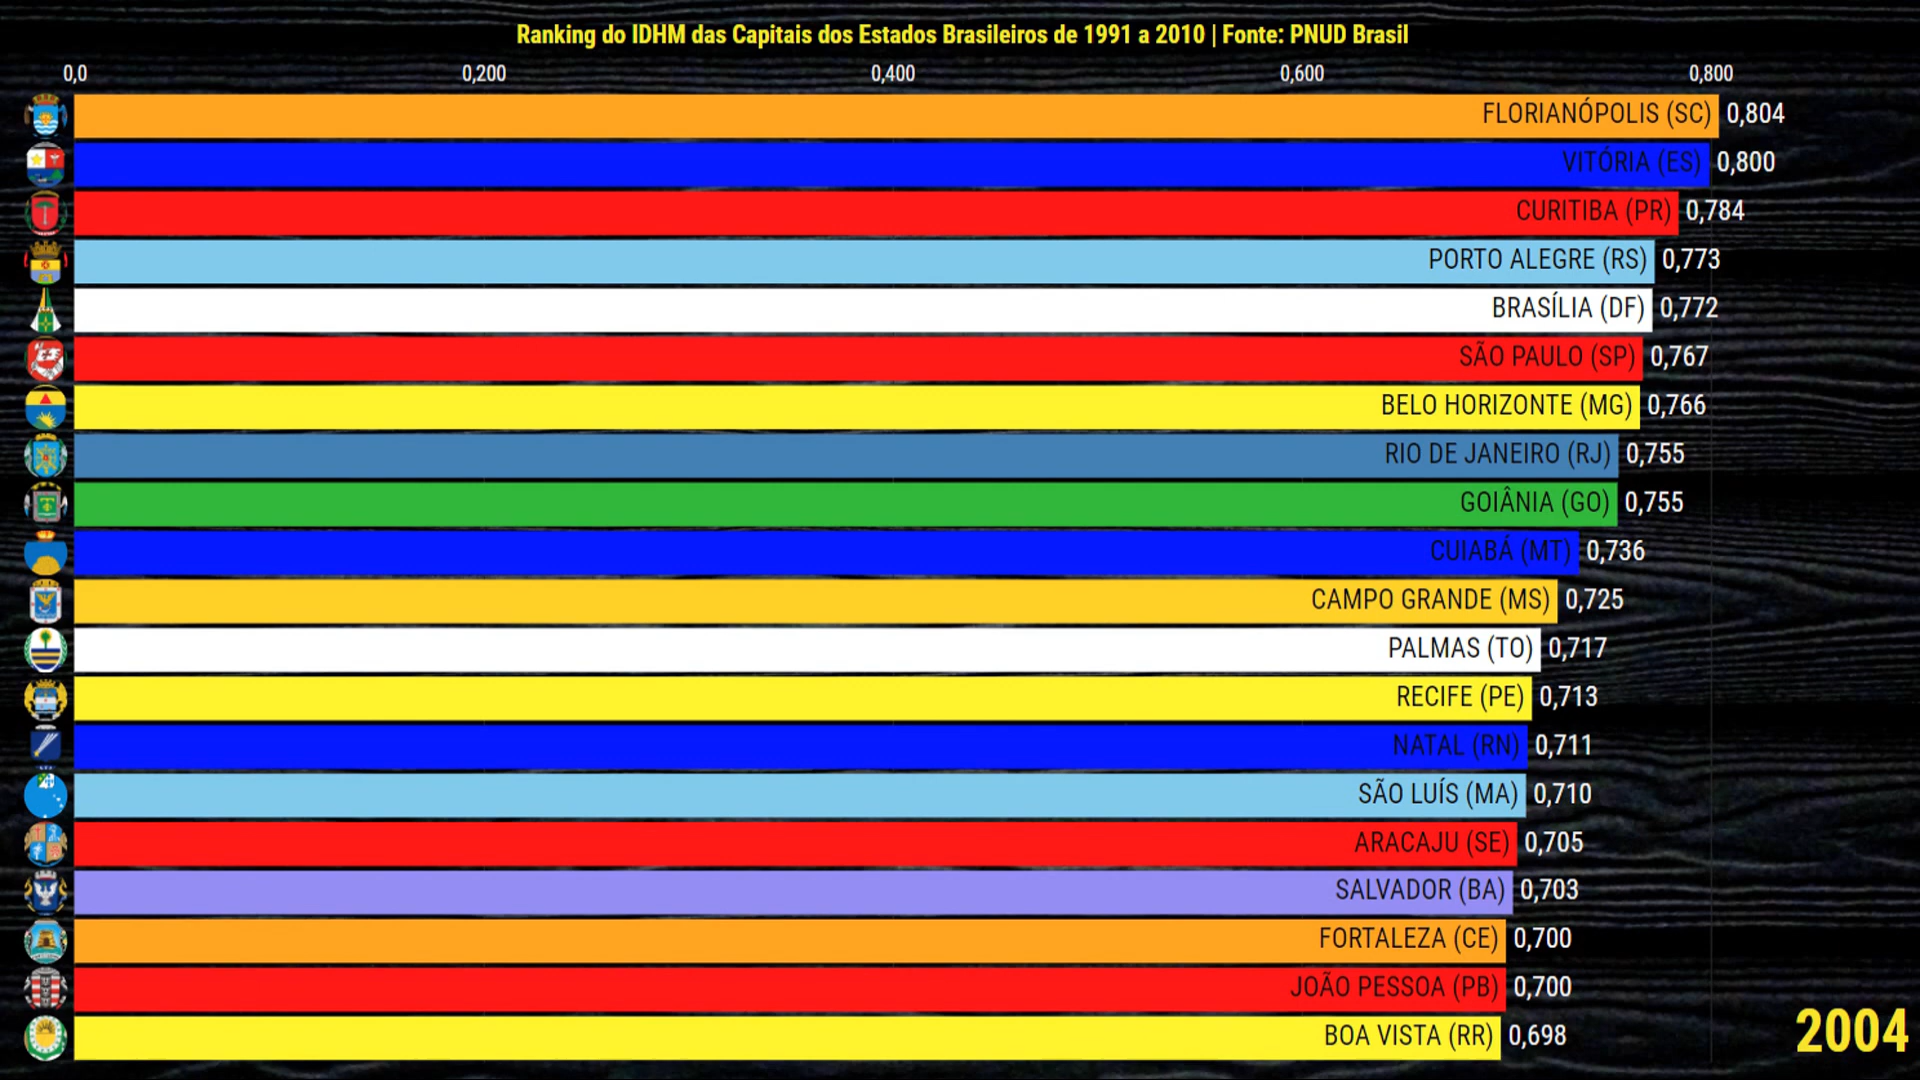 Ranking do IDHM das Capitais dos Estados Brasileiros de 1991 a 2010 | Fonte: PNUD Brasil
0,0 0,200 0,400 0,600 0,800
FLORIANÓPOLIS (SC) 0,804
VITÓRIA (ES) 0,800
CURITIBA (PR) 0,784
PORTO ALEGRE (RS) 0,773
BRASÍLIA (DF) 0,772
SÃO PAULO (SP) 0,767
BELO HORIZONTE (MG) 0,766
RIO DE JANEIRO (RJ) 0,755
GOIÂNIA (GO) 0,755
CUIABÁ (MT) 0,736
CAMPO GRANDE (MS) 0,725
PALMAS (TO) 0,717
RECIFE (PE) 0,713
NATAL (RN) 0,711
SÃO LUÍS (MA) 0,710
ARACAJU (SE) 0,705
SALVADOR (BA) 0,703
FORTALEZA (CE) 0,700
JOÃO PESSOA (PB) 0,700
BOA VISTA (RR) 0,698
2004